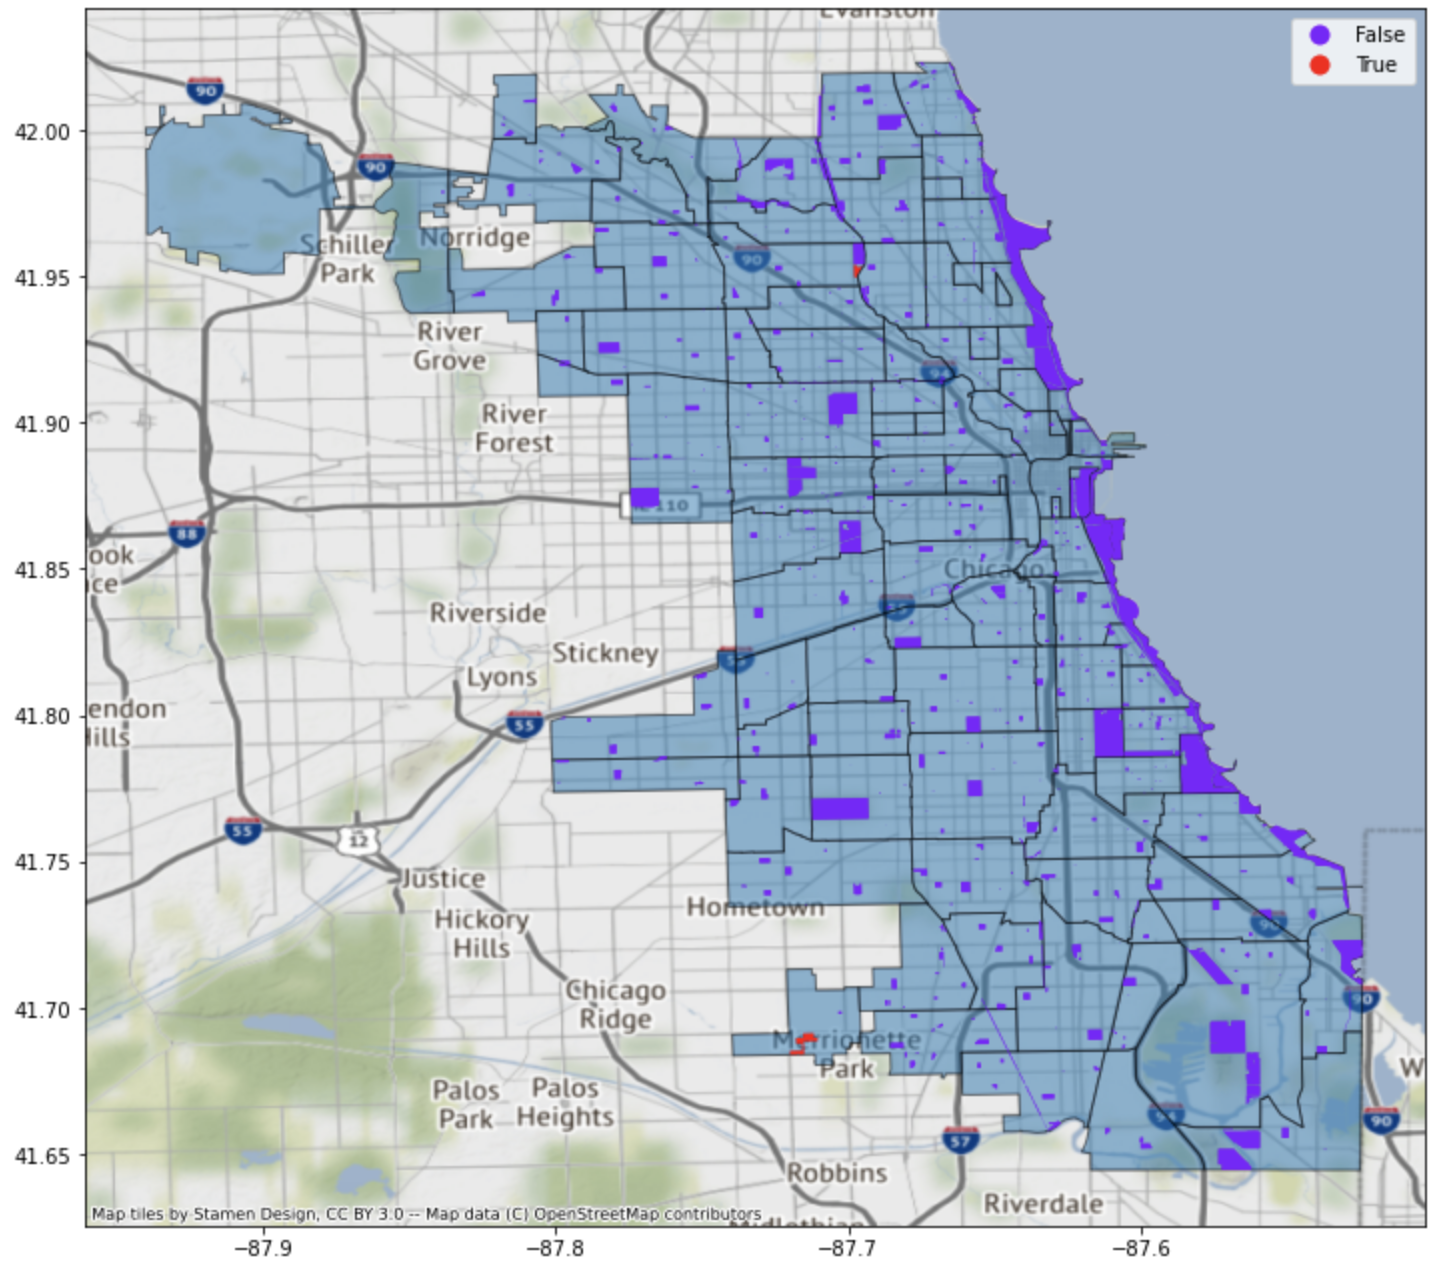 Evanston
False
True
90
90
42.00
Schiller
Park
Norridge
90
41.95
River
Grove
94
41.90
River
Forest
110
88
41.85
ook
ce
Chicago
Riverside
Stickney
Lyons
55
41.80
endon
Hills
55
12
41.75
Justice
Hometown
Hickory
Hills
90
Chicago
Ridge
41.70
90
Merrionette
Park
W
Palos
Park
Palos
Heights
94
90
57
41.65
Robbins
Riverdale
Map tiles by Stamen Design, CC BY 3.0 -- Map data (C) OpenStreetMap contributors
Midlothian
−87.9
−87.8
−87.7
−87.6